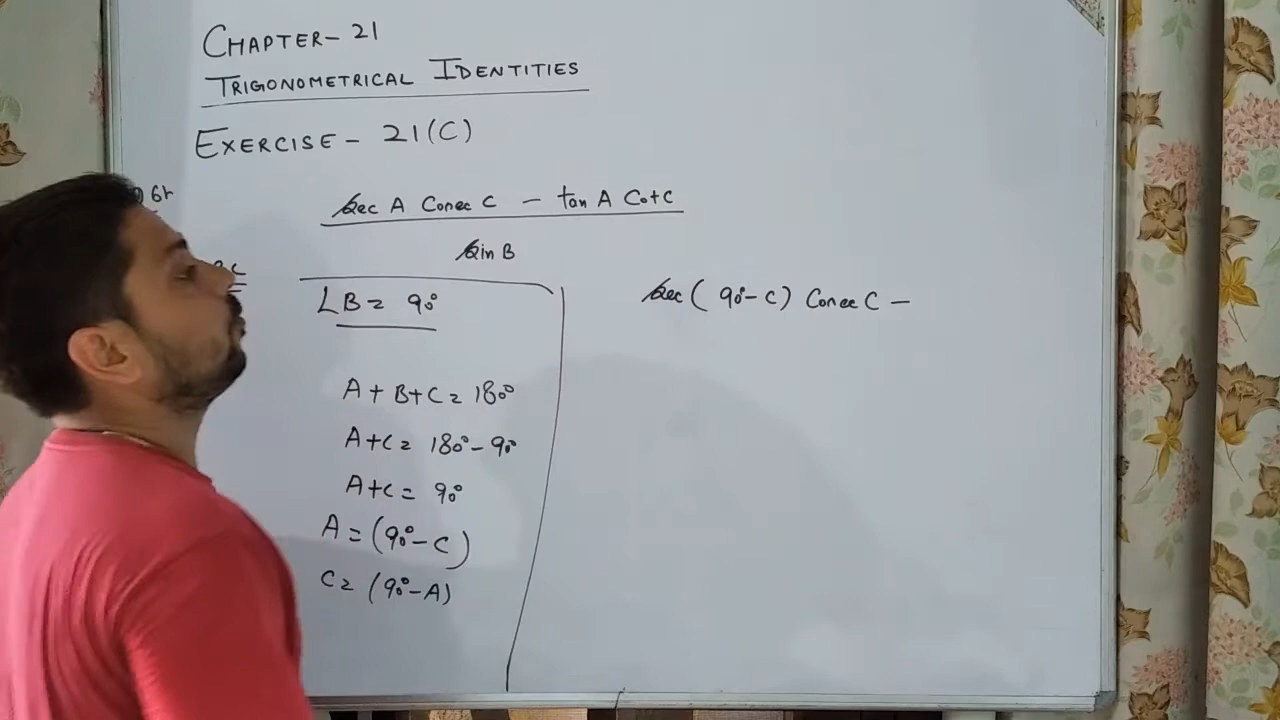 CHAPTER - 21
TRIGONOMETRICAL IDENTITIES
EXERCISE - 21(C)
sec A Cosec C - tan A Cot C
sin B
∠B = 90°
A + B + C = 180°
A + C = 180° - 90°
A + C = 90°
A = (90° - C)
C = (90° - A)
sec (90° - C) Cosec C -